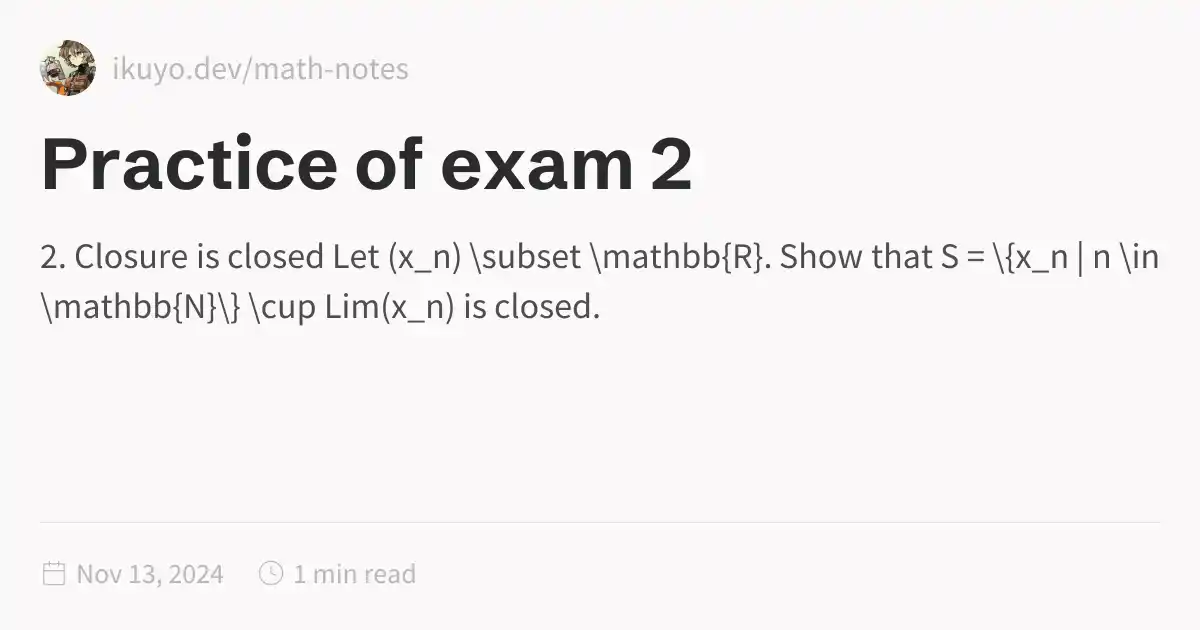 ikuyo.dev/math-notes
Practice of exam 2
2. Closure is closed Let (x_n) \subset \mathbb{R}. Show that S = \{x_n | n \in
\mathbb{N}\} \cup Lim(x_n) is closed.
Nov 13, 2024 1 min read